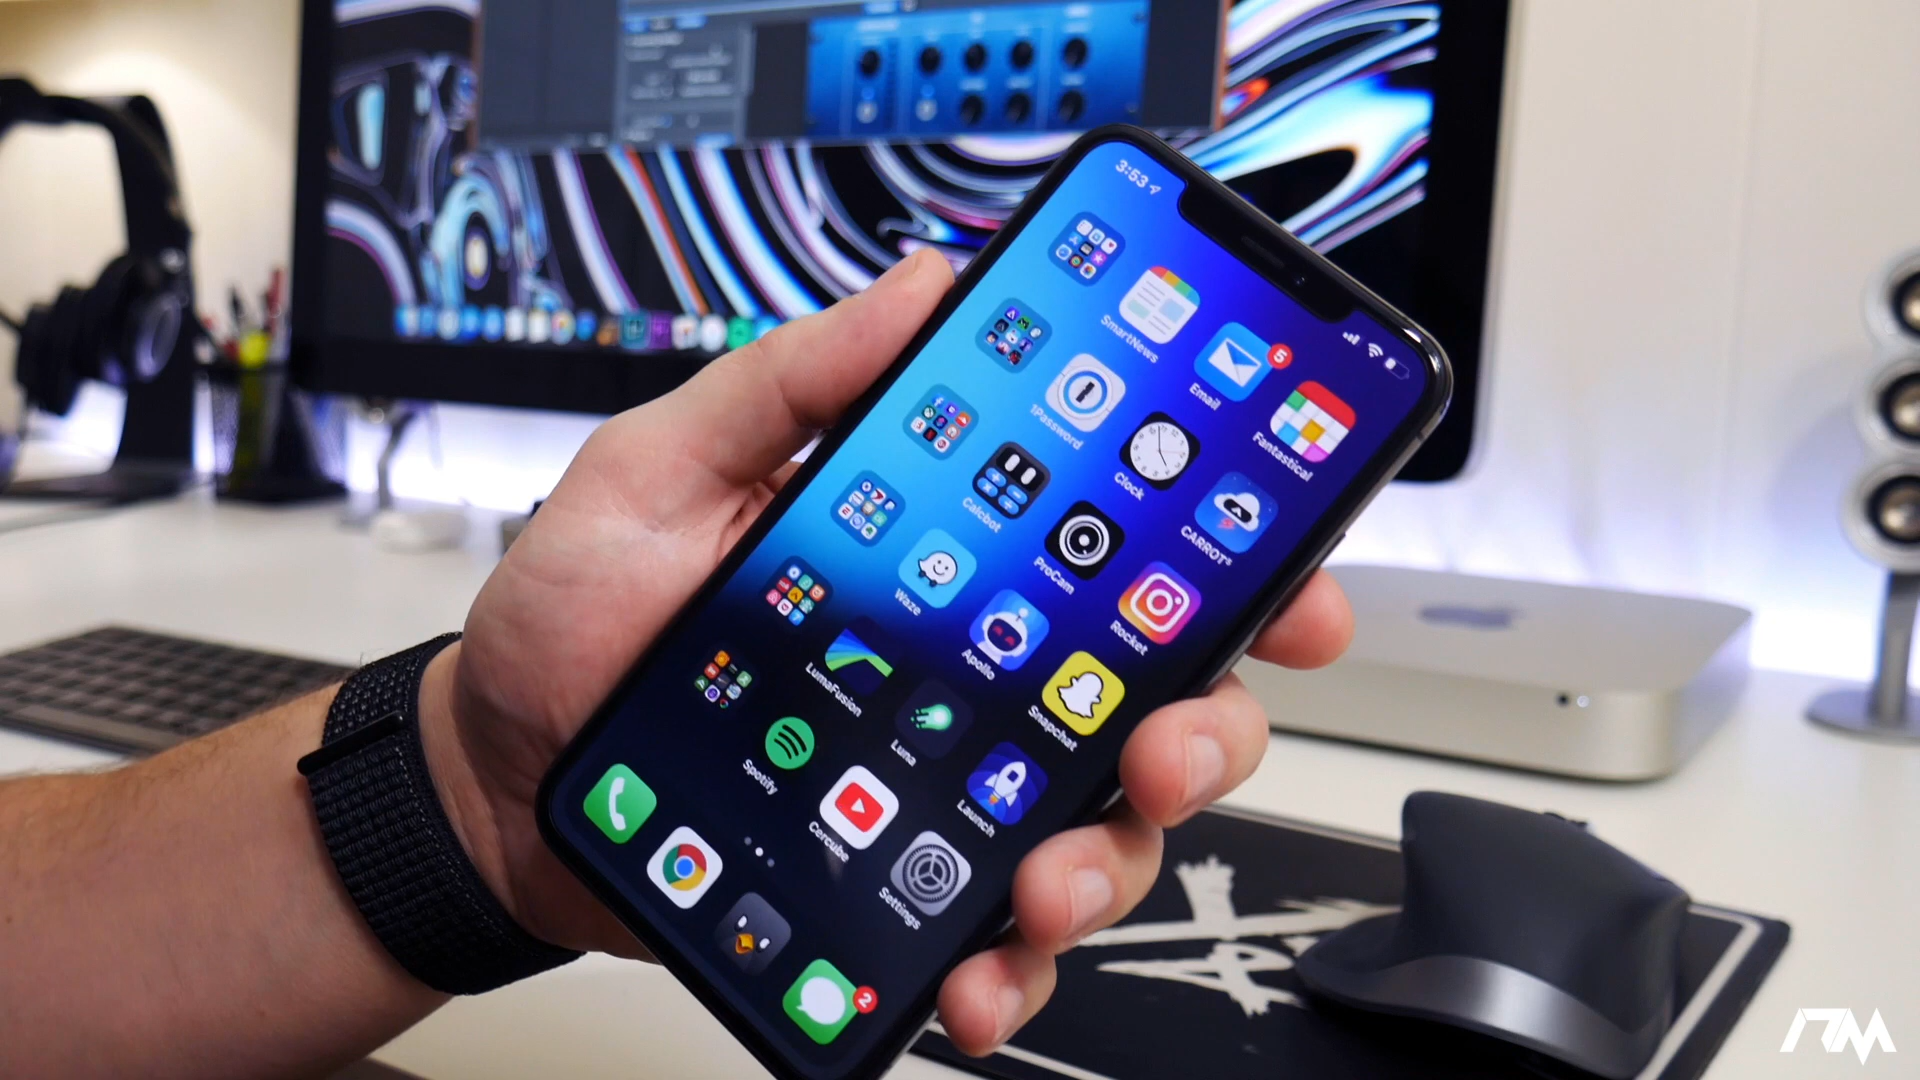 3:53
SmartNews
Email
5
Fantastical
1Password
Clock
CARROT³
Calcbot
ProCam
Rocket
Waze
Apollo
Snapchat
LumaFusion
Luna
Launch
Spotify
Cercube
Settings
2